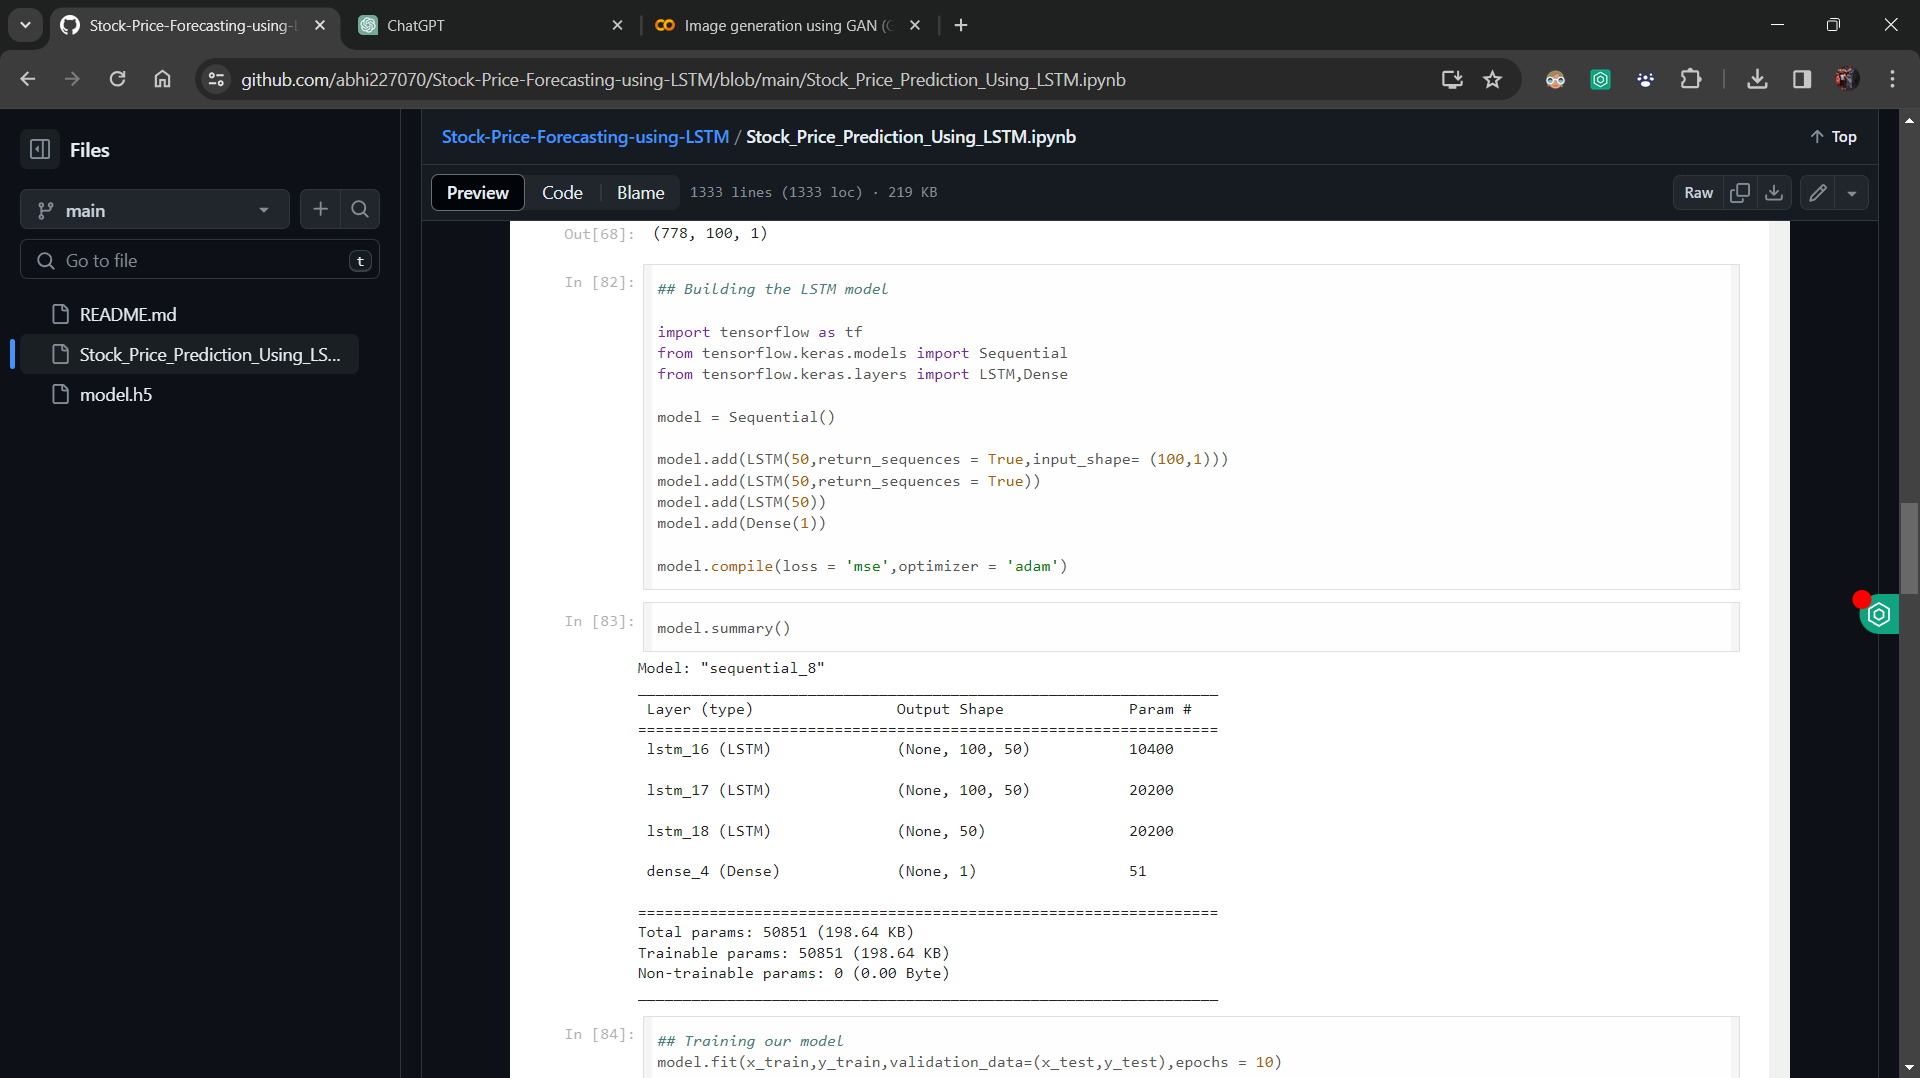 Stock-Price-Forecasting-using-
ChatGPT
Image generation using GAN (
github.com/abhi227070/Stock-Price-Forecasting-using-LSTM/blob/main/Stock_Price_Prediction_Using_LSTM.ipynb
Files
Stock-Price-Forecasting-using-LSTM / Stock_Price_Prediction_Using_LSTM.ipynb
Top
main
Preview
Code
Blame
1333 lines (1333 loc) · 219 KB
Raw
Go to file
t
README.md
Stock_Price_Prediction_Using_LS...
model.h5
Out[68]: (778, 100, 1)
In [82]:
## Building the LSTM model
import tensorflow as tf
from tensorflow.keras.models import Sequential
from tensorflow.keras.layers import LSTM,Dense
model = Sequential()
model.add(LSTM(50,return_sequences = True,input_shape= (100,1)))
model.add(LSTM(50,return_sequences = True))
model.add(LSTM(50))
model.add(Dense(1))
model.compile(loss = 'mse',optimizer = 'adam')
In [83]:
model.summary()
Model: "sequential_8"
Layer (type) Output Shape Param #
lstm_16 (LSTM) (None, 100, 50) 10400
lstm_17 (LSTM) (None, 100, 50) 20200
lstm_18 (LSTM) (None, 50) 20200
dense_4 (Dense) (None, 1) 51
Total params: 50851 (198.64 KB)
Trainable params: 50851 (198.64 KB)
Non-trainable params: 0 (0.00 Byte)
In [84]:
## Training our model
model.fit(x_train,y_train,validation_data=(x_test,y_test),epochs = 10)